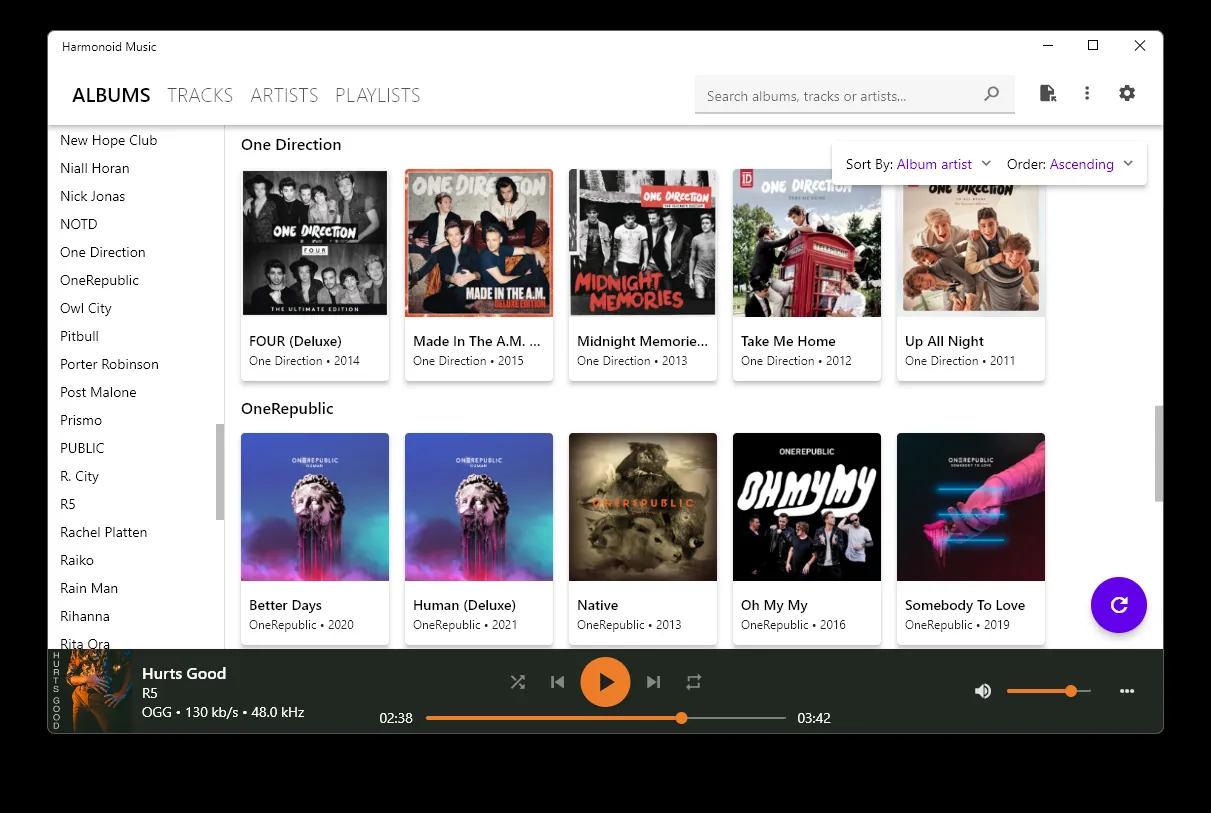 Harmonoid Music
ALBUMS TRACKS ARTISTS PLAYLISTS
Search albums, tracks or artists...
New Hope Club
Niall Horan
Nick Jonas
NOTD
One Direction
OneRepublic
Owl City
Pitbull
Porter Robinson
Post Malone
Prismo
PUBLIC
R. City
R5
Rachel Platten
Raiko
Rain Man
Rihanna
Rita Ora
One Direction
Sort By: Album artist Order: Ascending
ONE DIRECTION
FOUR
THE ULTIMATE EDITION
FOUR (Deluxe)
One Direction • 2014
ONE DIRECTION
MADE IN THE A.M.
DELUXE EDITION
Made In The A.M. ...
One Direction • 2015
ONE DIRECTION
MIDNIGHT
MEMORIES
Midnight Memorie...
One Direction • 2013
1D
ONE DIRECTION
TAKE ME HOME
Take Me Home
One Direction • 2012
ONE DIRECTION
Up All Night
One Direction • 2011
OneRepublic
ONEREPUBLIC
HUMAN
Better Days
OneRepublic • 2020
ONEREPUBLIC
HUMAN
Human (Deluxe)
OneRepublic • 2021
ONEREPUBLIC
Native
OneRepublic • 2013
ONEREPUBLIC
OH MY MY
Oh My My
OneRepublic • 2016
ONEREPUBLIC
SOMEBODY TO LOVE
Somebody To Love
OneRepublic • 2019
HURTS GOOD
Hurts Good
R5
OGG • 130 kb/s • 48.0 kHz
02:38
03:42